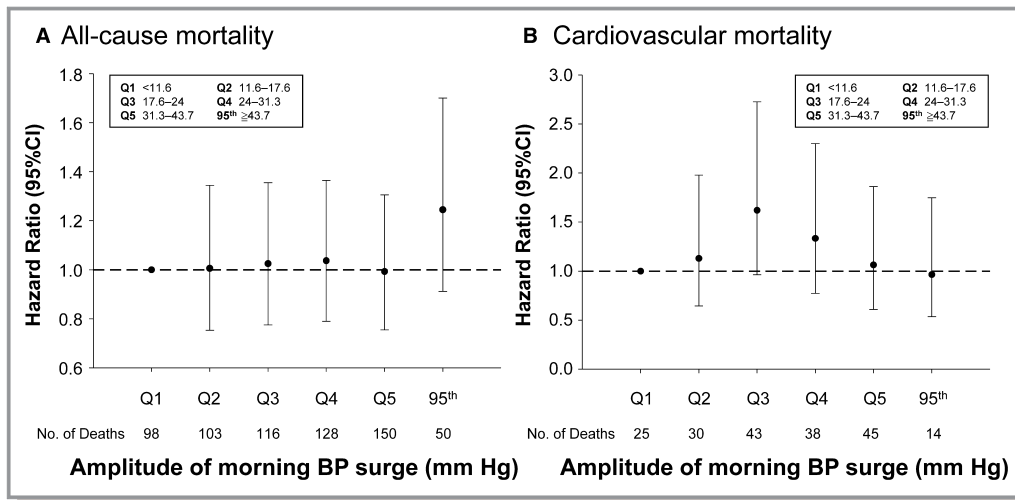 A All-cause mortality
1.8
1.6
1.4
1.2
1.0
0.8
0.6
Hazard Ratio (95%CI)
Q1 <11.6 Q2 11.6–17.6
Q3 17.6–24 Q4 24–31.3
Q5 31.3–43.7 95th ≧43.7
Q1 Q2 Q3 Q4 Q5 95th
No. of Deaths 98 103 116 128 150 50
Amplitude of morning BP surge (mm Hg)
B Cardiovascular mortality
3.0
2.5
2.0
1.5
1.0
0.5
0.0
Hazard Ratio (95%CI)
Q1 <11.6 Q2 11.6–17.6
Q3 17.6–24 Q4 24–31.3
Q5 31.3–43.7 95th ≧43.7
Q1 Q2 Q3 Q4 Q5 95th
No. of Deaths 25 30 43 38 45 14
Amplitude of morning BP surge (mm Hg)